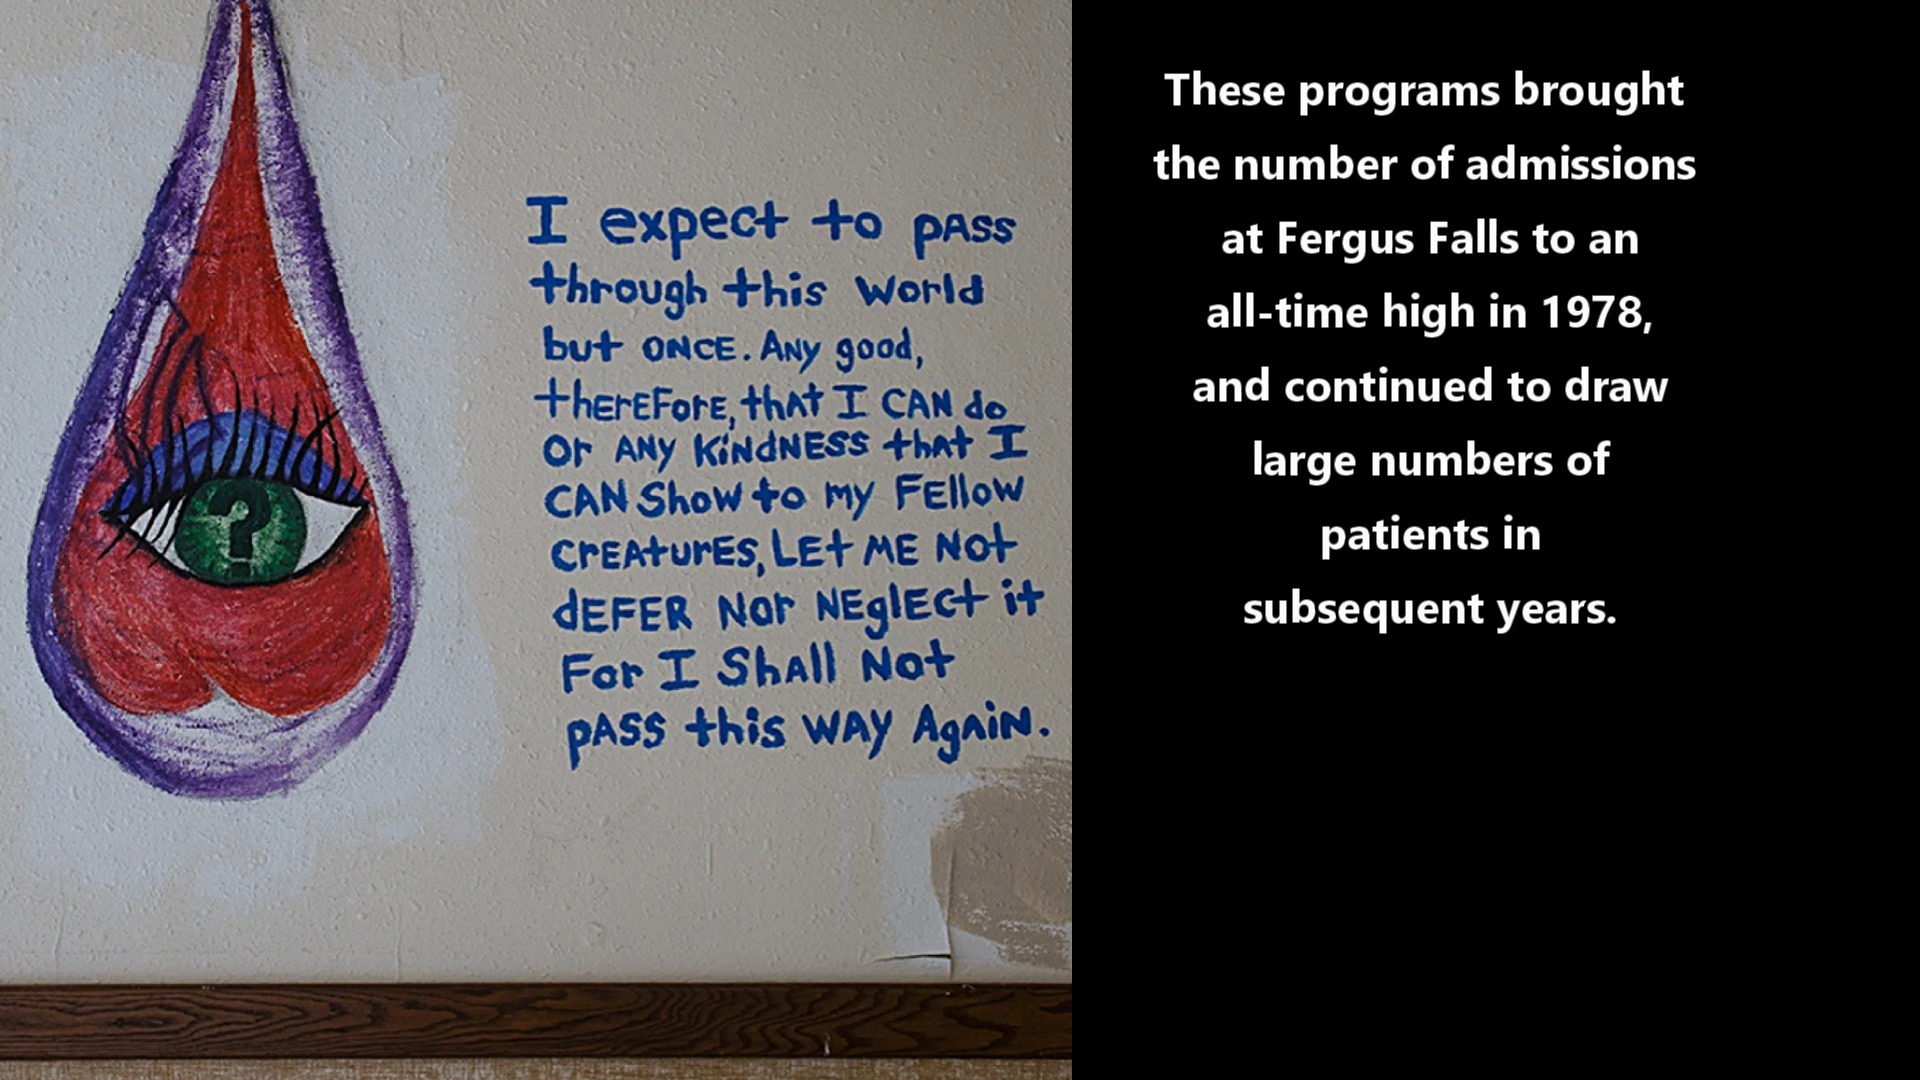 I expect to pASS
through this World
but ONCE. ANy good,
thErEForE, thAt I CAN do
Or ANy KiNdNESS thAt I
CAN Show to my FEllow
CrEAturES, LEt ME Not
dEFER Nor NEglEct it
For I ShAll Not
pASS this WAY AgAiN.
?
These programs brought
the number of admissions
at Fergus Falls to an
all-time high in 1978,
and continued to draw
large numbers of
patients in
subsequent years.